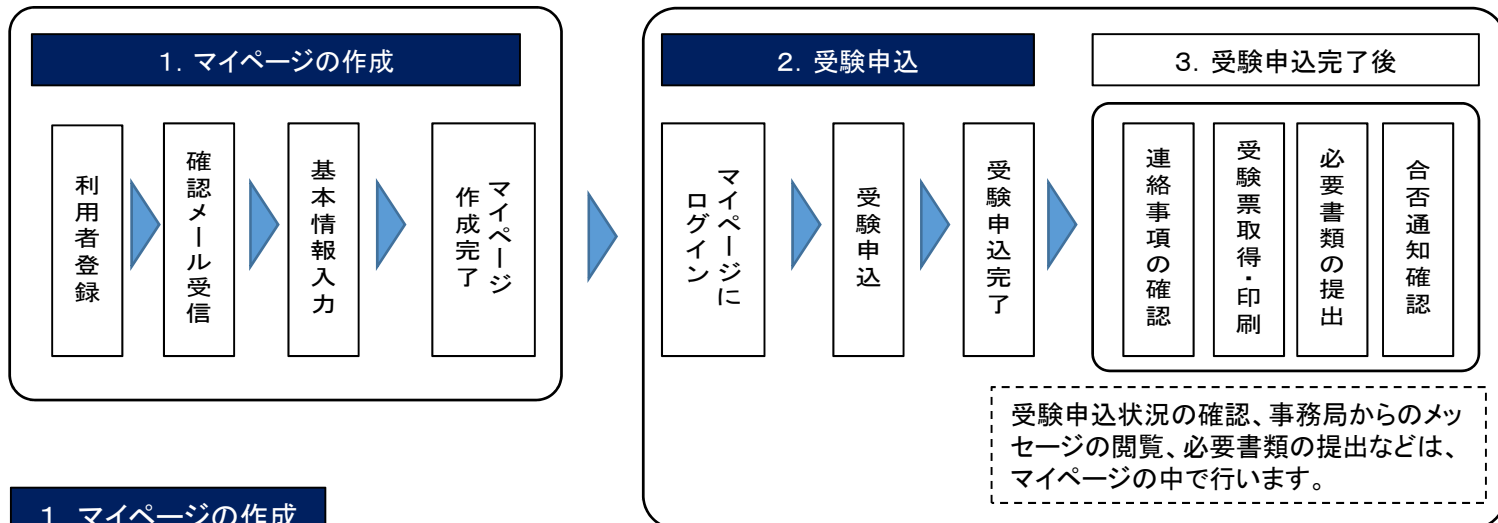 1．マイページの作成
2．受験申込
3．受験申込完了後
利用者登録
確認メール受信
基本情報入力
マイページ
作成完了
マイページに
ログイン
受験申込
受験申込完了
連絡事項の確認
受験票取得・印刷
必要書類の提出
合否通知確認
受験申込状況の確認、事務局からのメッ
セージの閲覧、必要書類の提出などは、
マイページの中で行います。
1．マイページの作成